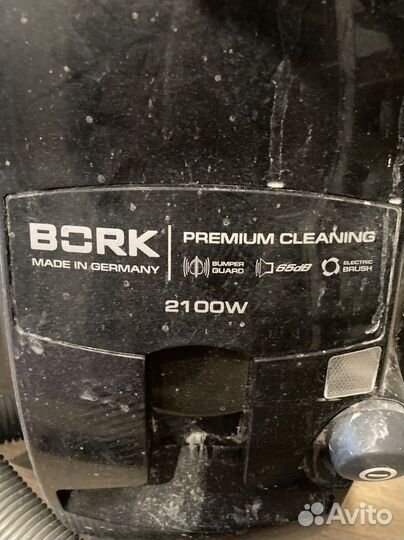 BORK
MADE IN GERMANY
PREMIUM CLEANING
BUMPER
GUARD
65dB
ELECTRIC
BRUSH
2100W
Avito